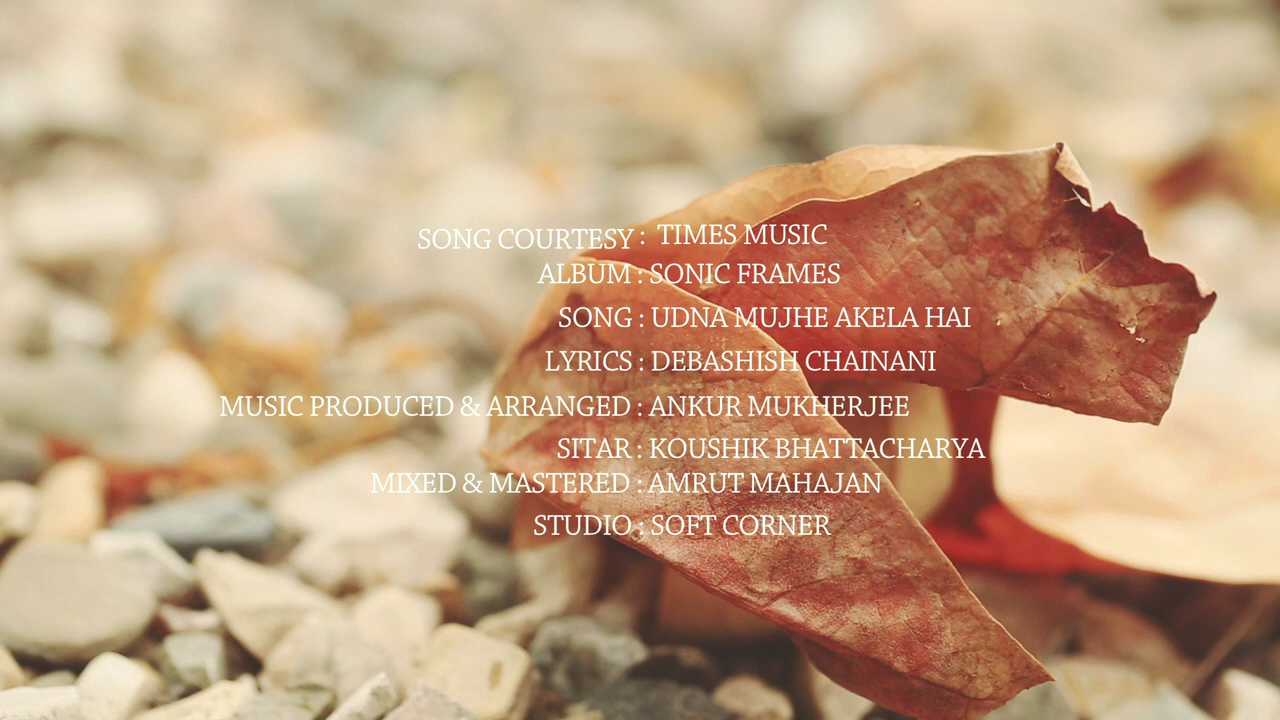 SONG COURTESY : TIMES MUSIC
ALBUM : SONIC FRAMES
SONG : UDNA MUJHE AKELA HAI
LYRICS : DEBASHISH CHAINANI
MUSIC PRODUCED & ARRANGED : ANKUR MUKHERJEE
SITAR : KOUSHIK BHATTACHARYA
MIXED & MASTERED : AMRUT MAHAJAN
STUDIO : SOFT CORNER